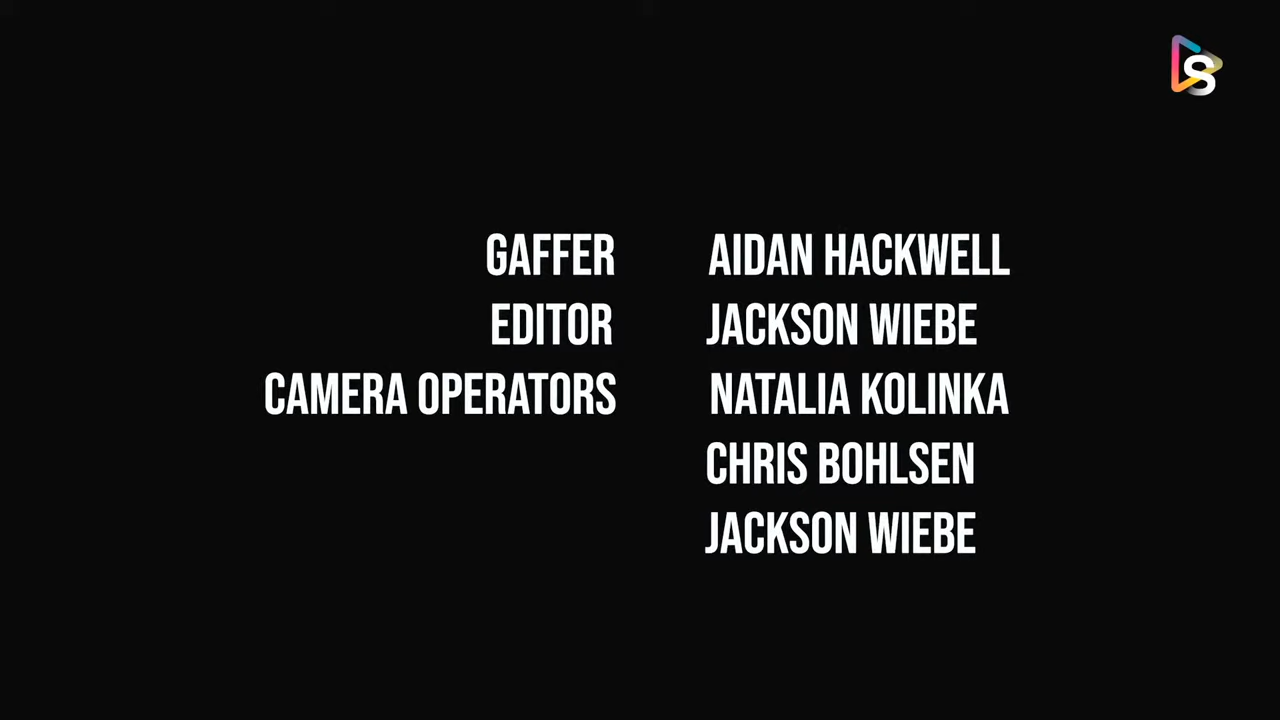 S
GAFFER AIDAN HACKWELL
EDITOR JACKSON WIEBE
CAMERA OPERATORS NATALIA KOLINKA
CHRIS BOHLSEN
JACKSON WIEBE